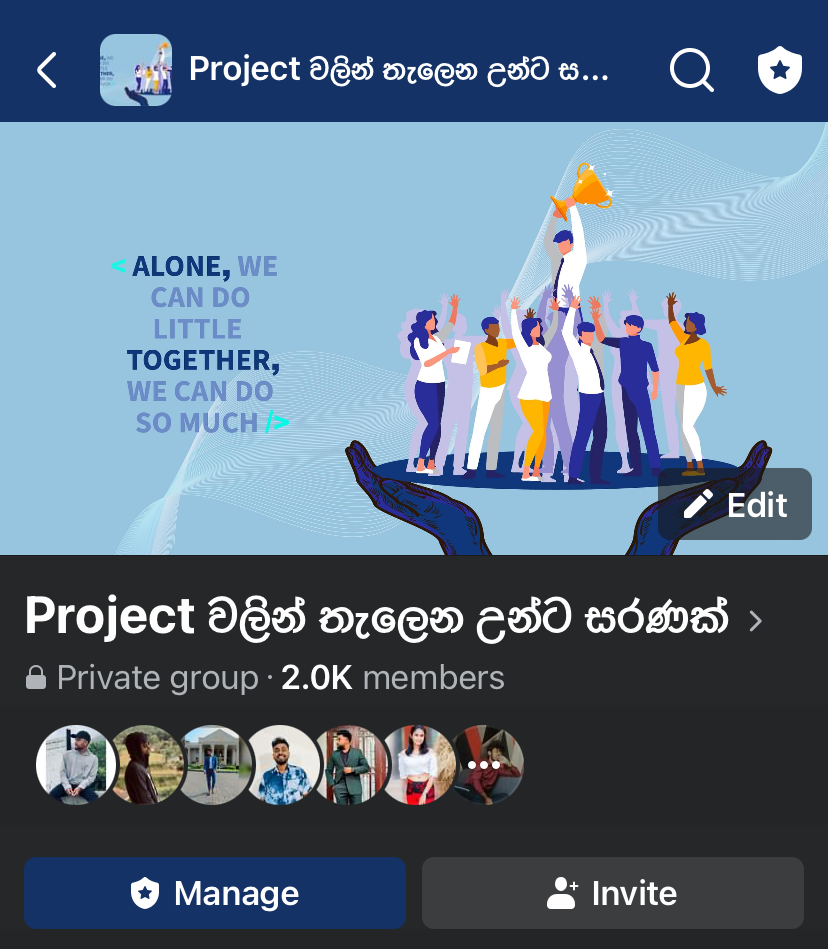 Project වලින් තැලෙන උන්ට ස...
< ALONE, WE
CAN DO
LITTLE
TOGETHER,
WE CAN DO
SO MUCH />
Edit
Project වලින් තැලෙන උන්ට සරණක්
Private group · 2.0K members
Manage
Invite